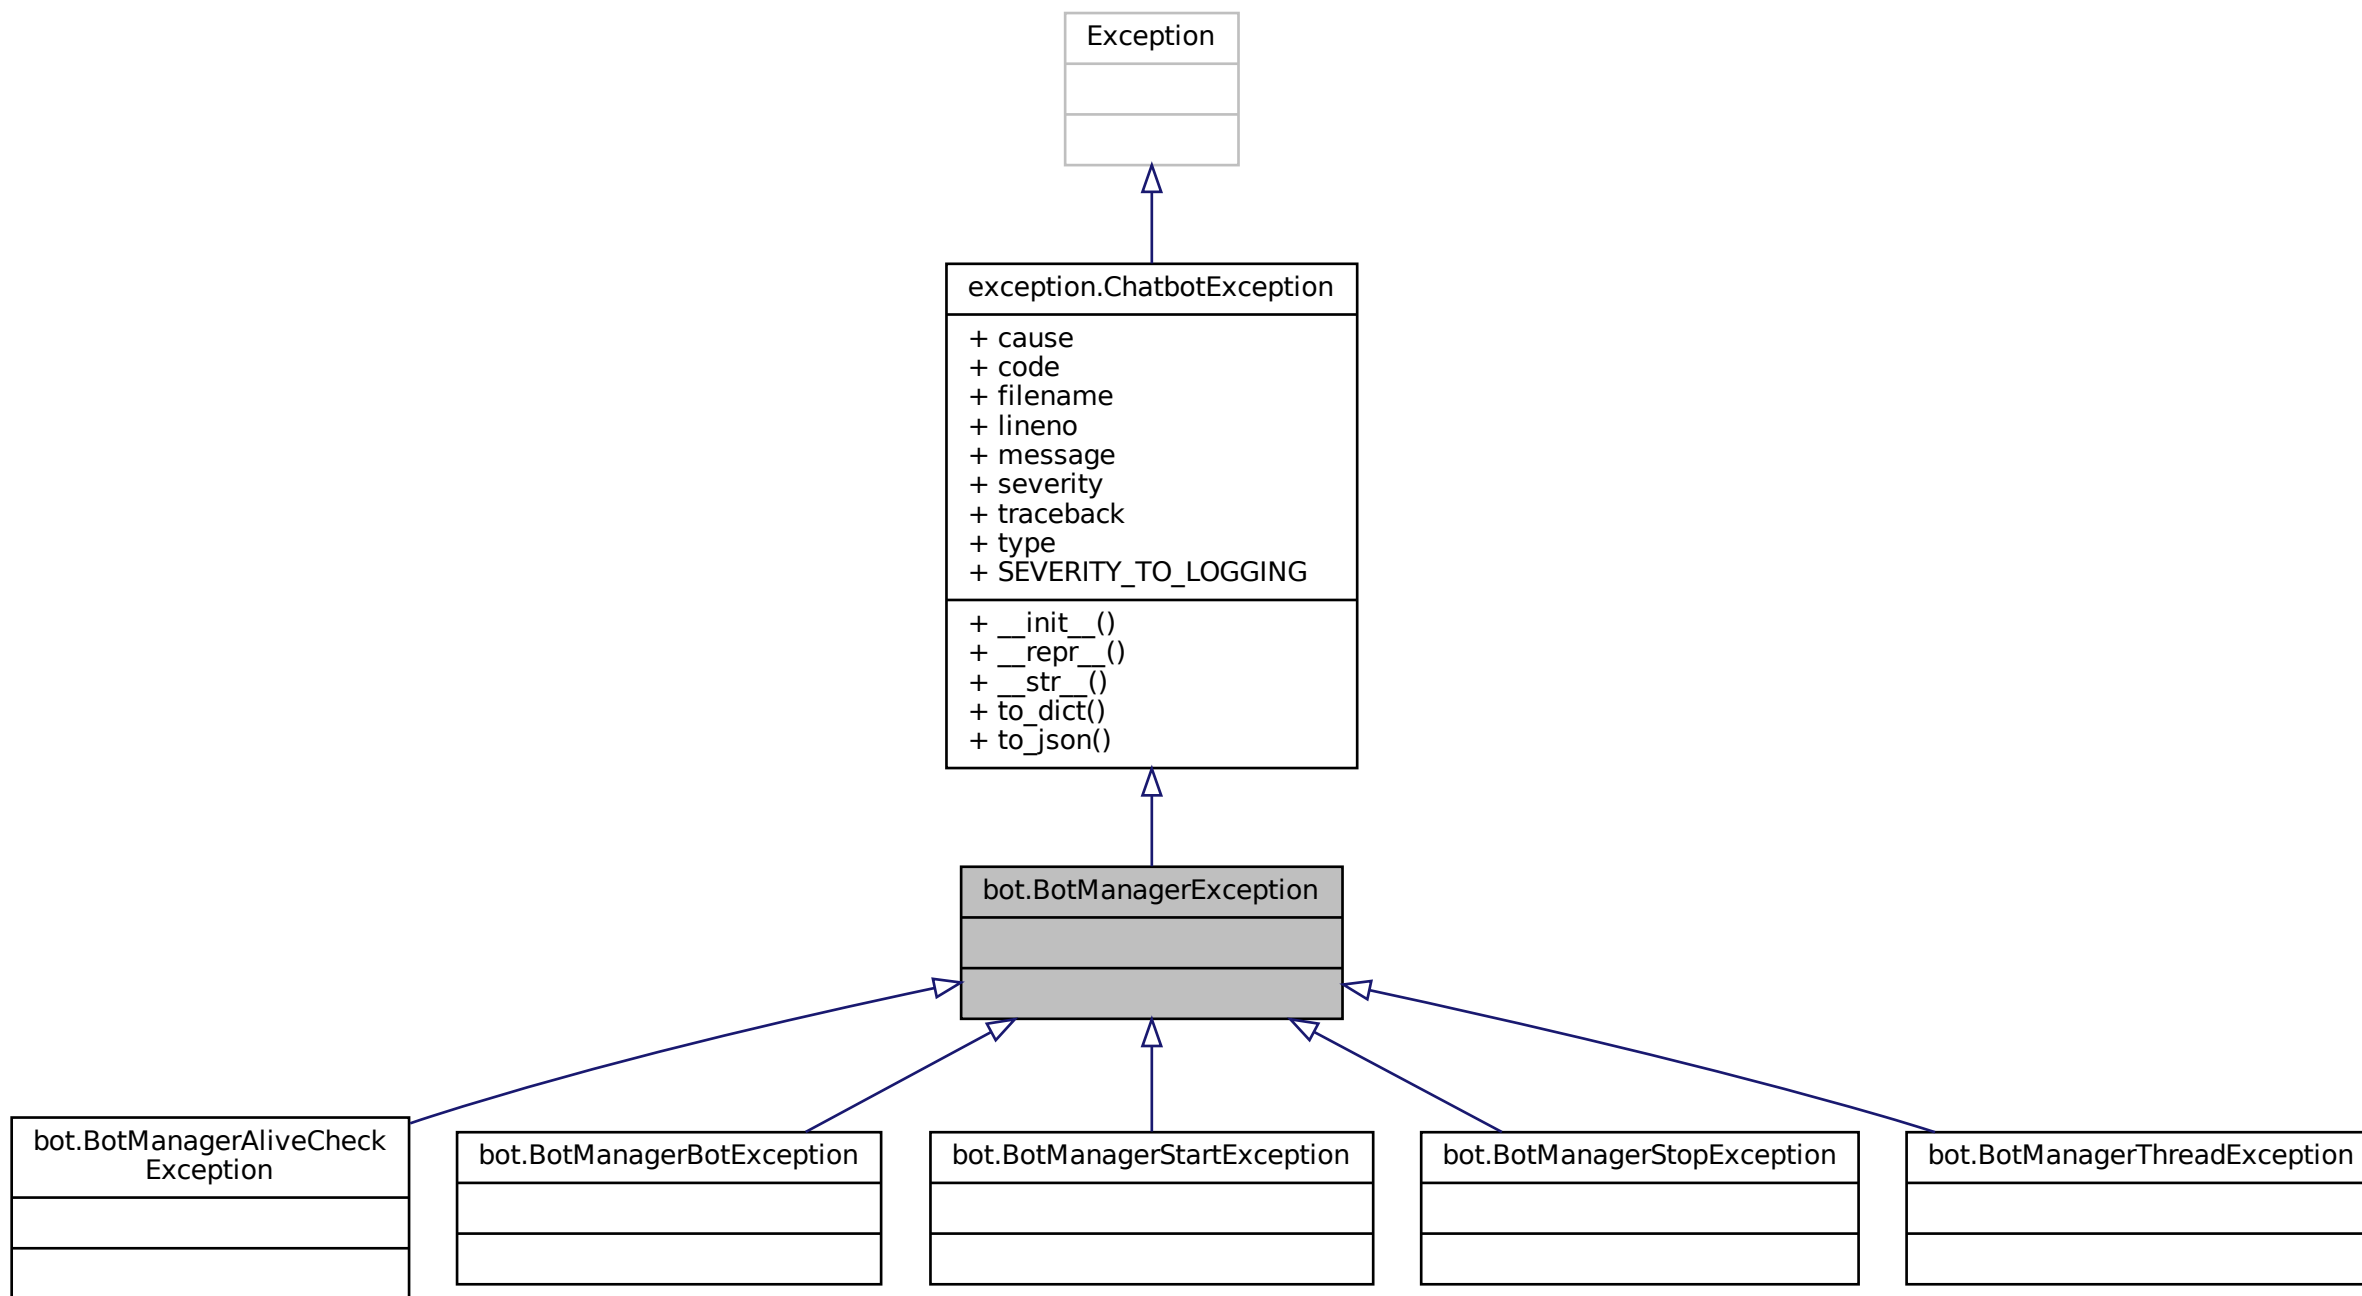 Exception
exception.ChatbotException
+ cause
+ code
+ filename
+ lineno
+ message
+ severity
+ traceback
+ type
+ SEVERITY_TO_LOGGING
+ __init__()
+ __repr__()
+ __str__()
+ to_dict()
+ to_json()
bot.BotManagerException
bot.BotManagerAliveCheck
Exception
bot.BotManagerBotException
bot.BotManagerStartException
bot.BotManagerStopException
bot.BotManagerThreadException